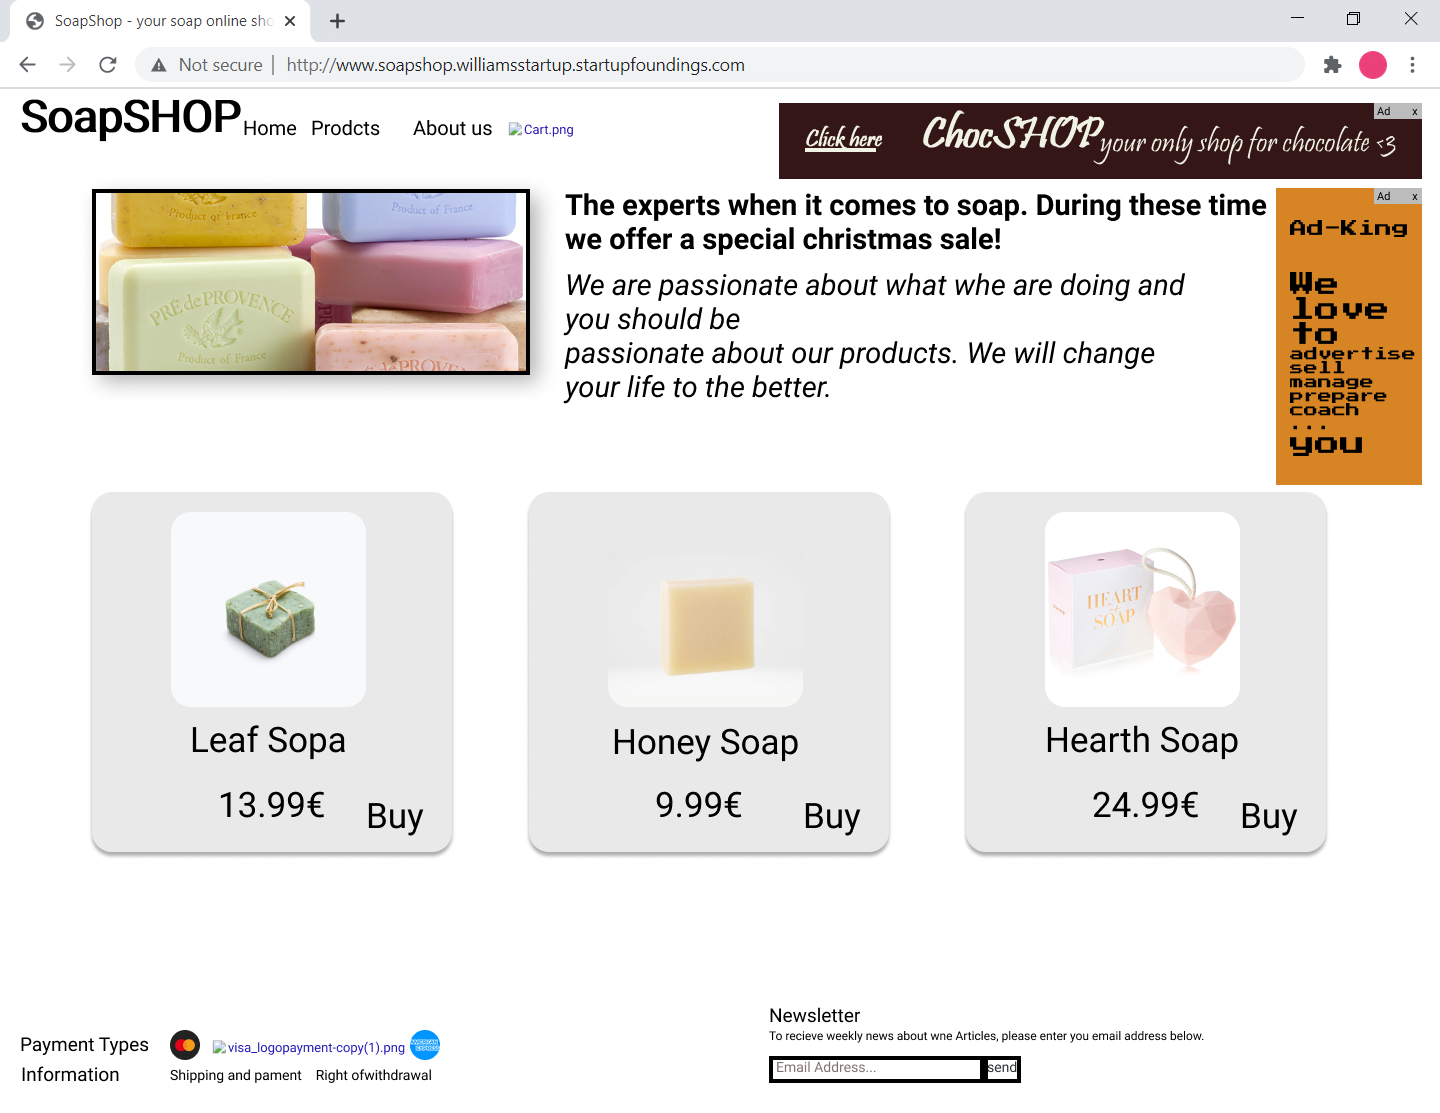 SoapShop - your soap online sho
Not secure | http://www.soapshop.williamsstartup.startupfoundings.com
SoapSHOP
Home Prodcts About us Cart.png
Click here ChocSHOP your only shop for chocolate <3
Ad x
The experts when it comes to soap. During these time
we offer a special christmas sale!
We are passionate about what whe are doing and
you should be
passionate about our products. We will change
your life to the better.
Product of France
Product of France
PRÉ de PROVENCE
Product of France
Ad x
Ad-King
We
love
to
advertise
sell
manage
prepare
coach
...
you
HEART
of
SOAP
Leaf Sopa
13.99€
Buy
Honey Soap
9.99€
Buy
Hearth Soap
24.99€
Buy
Payment Types visa_logopayment-copy(1).png AMERICAN EXPRESS
Information Shipping and pament Right ofwithdrawal
Newsletter
To recieve weekly news about wne Articles, please enter you email address below.
Email Address... send